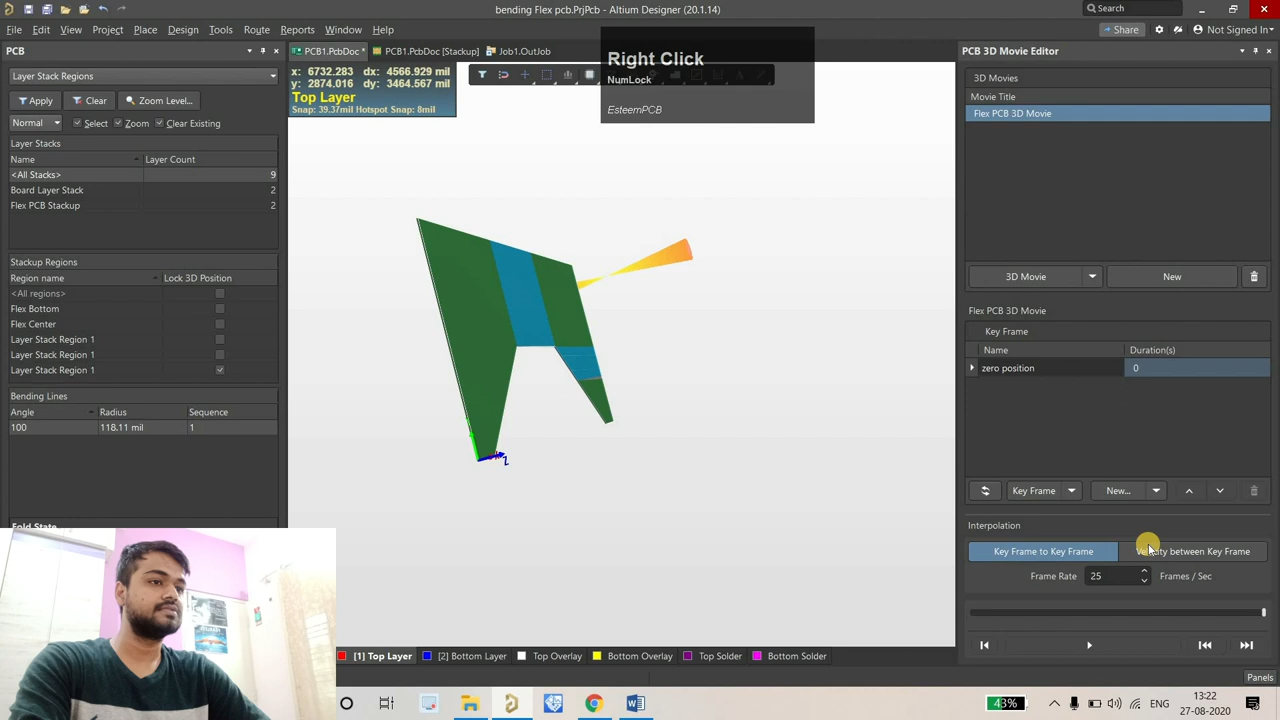 bending Flex pcb.PrjPcb - Altium Designer (20.1.14)
Search
File Edit View Project Place Design Tools Route Reports Window Help
Share
Not Signed In
PCB
PCB1.PcbDoc *
PCB1.PcbDoc [Stackup]
Job1.OutJob
PCB 3D Movie Editor
Layer Stack Regions
Apply
Clear
Zoom Level...
Normal
Select
Zoom
Clear Existing
Layer Stacks
Name Layer Count
<All Stacks> 9
Board Layer Stack 2
Flex PCB Stackup 2
Stackup Regions
Region name Lock 3D Position
<All regions>
Flex Bottom
Flex Center
Layer Stack Region 1
Layer Stack Region 1
Layer Stack Region 1
Bending Lines
Angle Radius Sequence
100 118.11 mil 1
Fold State
x: 6732.283 dx: 4566.929 mil
y: 2874.016 dy: 3464.567 mil
Top Layer
Snap: 39.37mil Hotspot Snap: 8mil
Right Click
NumLock
EsteemPCB
Z
[1] Top Layer
[2] Bottom Layer
Top Overlay
Bottom Overlay
Top Solder
Bottom Solder
3D Movies
Movie Title
Flex PCB 3D Movie
3D Movie
New
Flex PCB 3D Movie
Key Frame
Name Duration(s)
zero position 0
Key Frame
New...
Interpolation
Key Frame to Key Frame
Velocity between Key Frame
Frame Rate 25 Frames / Sec
Panels
43%
ENG
13:22
27-08-2020